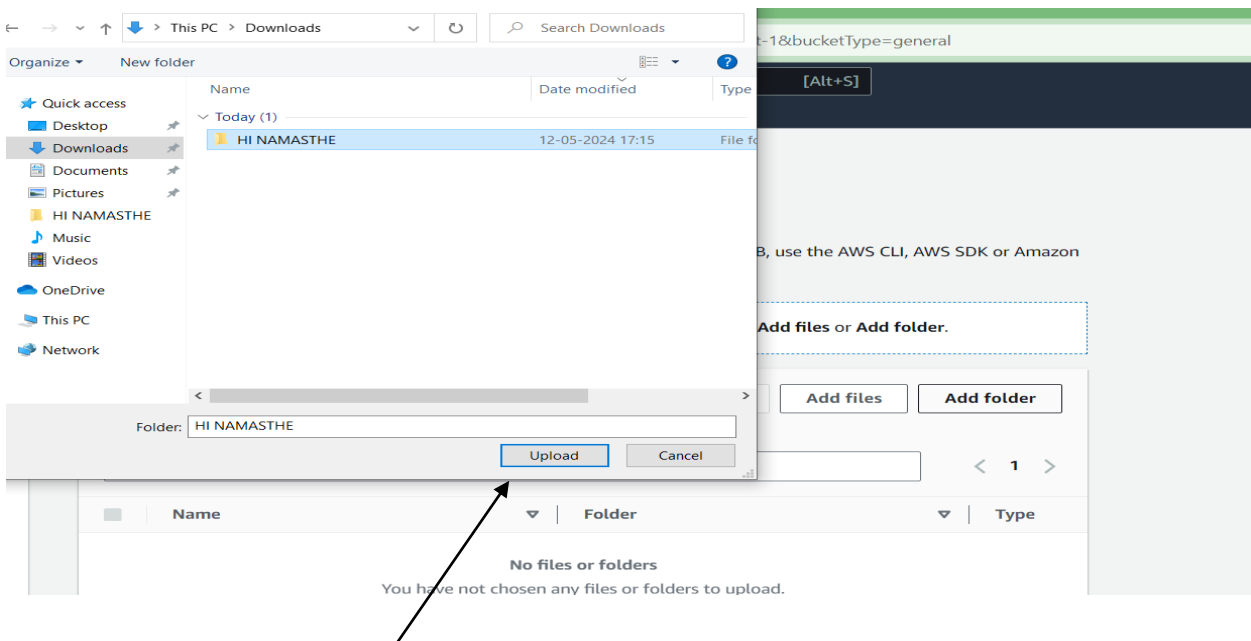 This PC > Downloads
Search Downloads
t-1&bucketType=general
Organize
New folder
[Alt+S]
Name
Date modified
Type
Quick access
Today (1)
Desktop
HI NAMASTHE
12-05-2024 17:15
File fo
Downloads
Documents
Pictures
HI NAMASTHE
Music
Videos
B, use the AWS CLI, AWS SDK or Amazon
OneDrive
This PC
Add files or Add folder.
Network
Add files
Add folder
Folder: HI NAMASTHE
Upload
Cancel
< 1 >
Name
Folder
Type
No files or folders
You have not chosen any files or folders to upload.